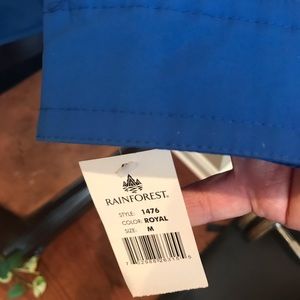 RAINFOREST®
STYLE: 1476
COLOR: ROYAL
SIZE: M